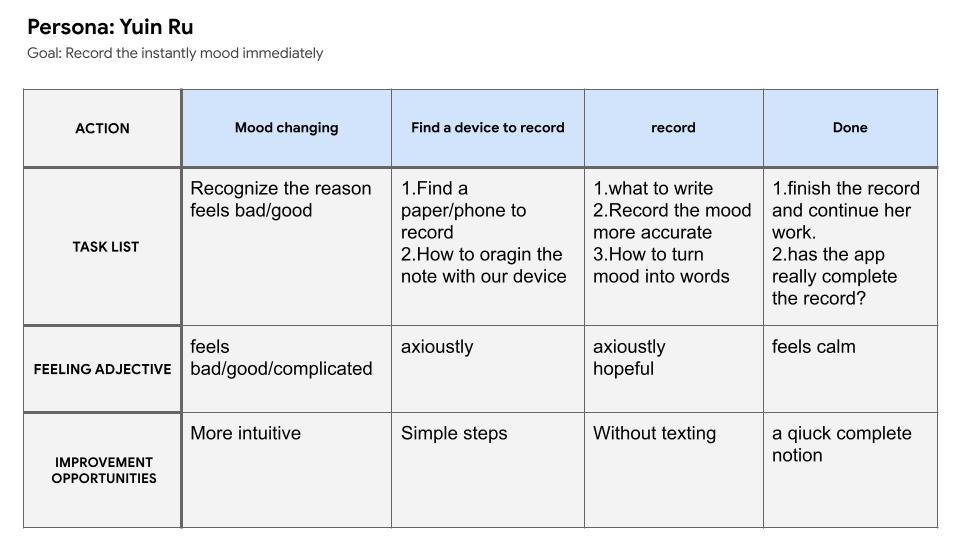 Persona: Yuin Ru
Goal: Record the instantly mood immediately
ACTION
Mood changing
Find a device to record
record
Done
TASK LIST
Recognize the reason
feels bad/good
1.Find a
paper/phone to
record
2.How to oragin the
note with our device
1.what to write
2.Record the mood
more accurate
3.How to turn
mood into words
1.finish the record
and continue her
work.
2.has the app
really complete
the record?
FEELING ADJECTIVE
feels
bad/good/complicated
axioustly
axioustly
hopeful
feels calm
IMPROVEMENT
OPPORTUNITIES
More intuitive
Simple steps
Without texting
a qiuck complete
notion